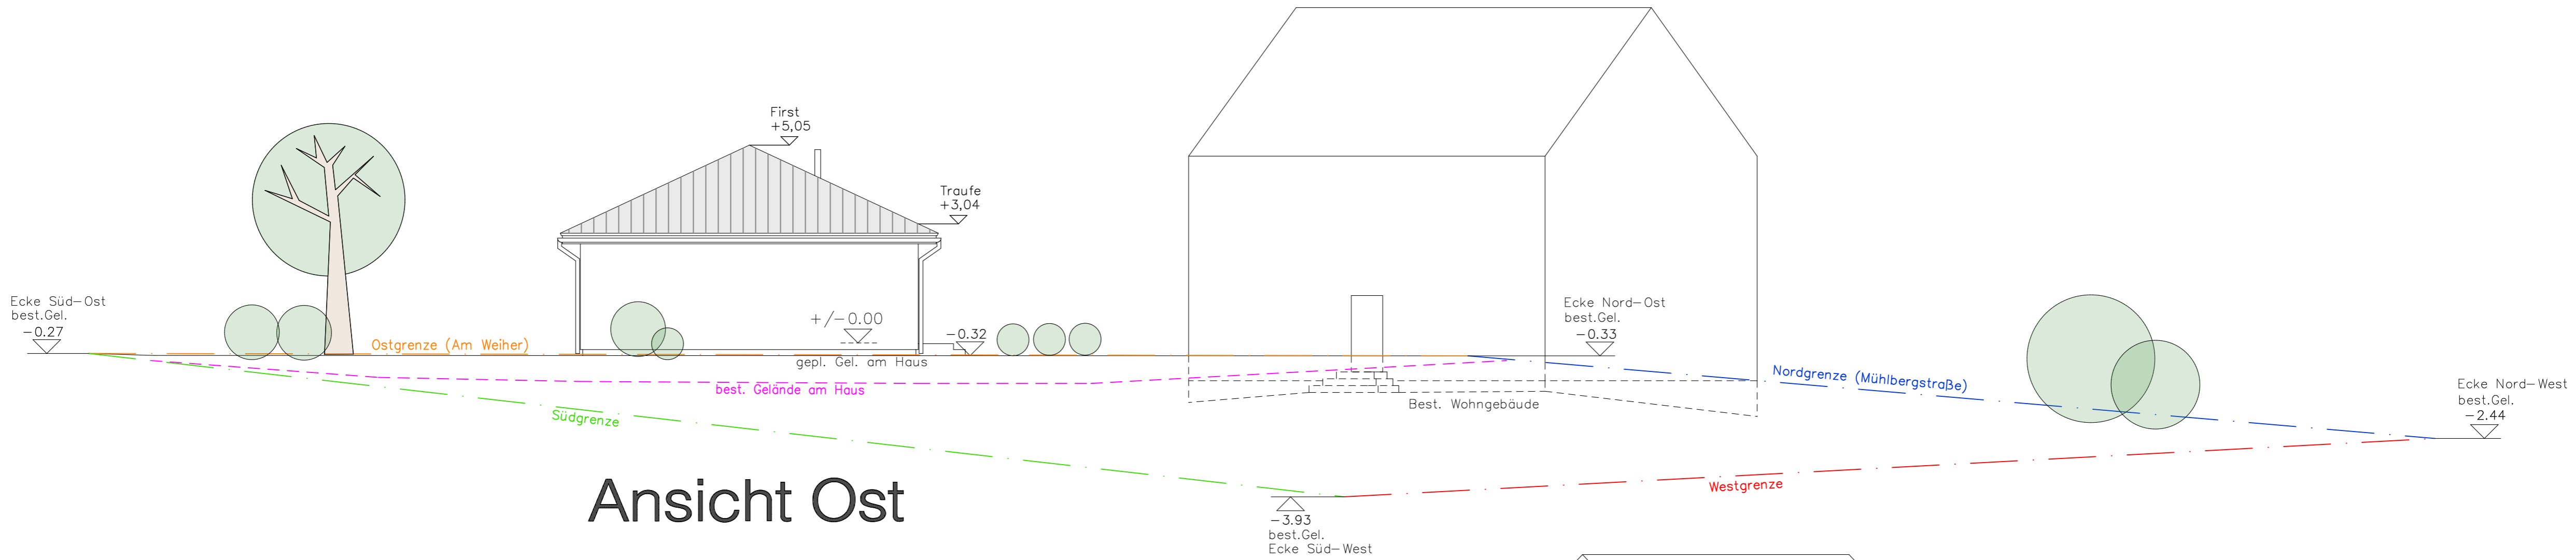 First
+5,05
Traufe
+3,04
Ecke Süd-Ost
best.Gel.
-0.27
Ostgrenze (Am Weiher)
+/-0.00
-0.32
gepl. Gel. am Haus
best. Gelände am Haus
Südgrenze
Ecke Nord-Ost
best.Gel.
-0.33
Best. Wohngebäude
Nordgrenze (Mühlbergstraße)
Ecke Nord-West
best.Gel.
-2.44
Westgrenze
Ansicht Ost
-3.93
best.Gel.
Ecke Süd-West